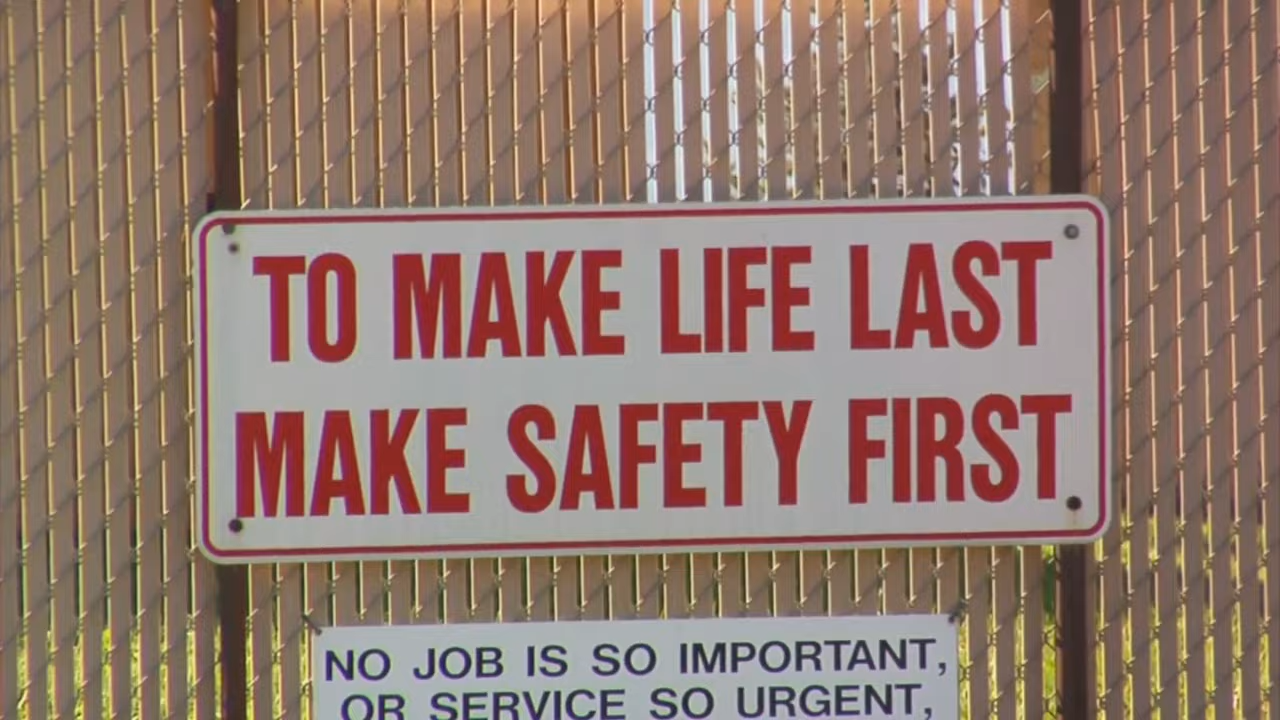 TO MAKE LIFE LAST
MAKE SAFETY FIRST
NO JOB IS SO IMPORTANT,
OR SERVICE SO URGENT,